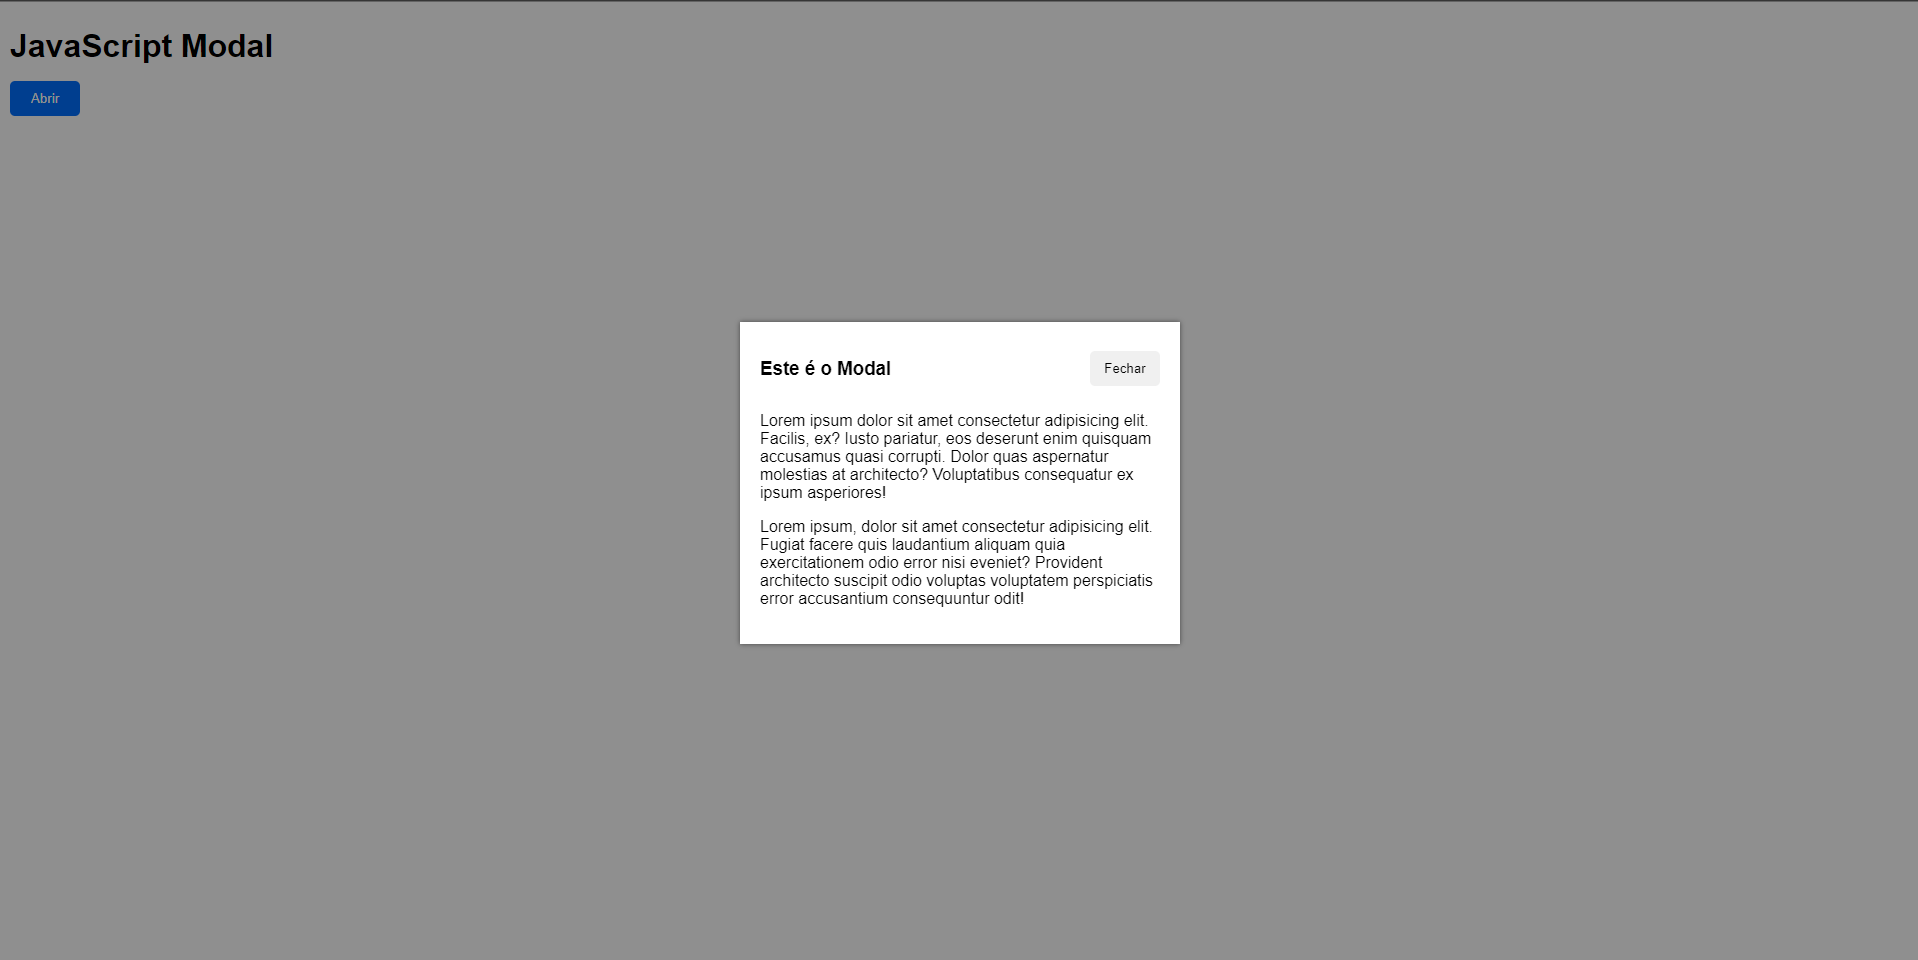 JavaScript Modal
Abrir
Este é o Modal
Fechar
Lorem ipsum dolor sit amet consectetur adipisicing elit.
Facilis, ex? Iusto pariatur, eos deserunt enim quisquam
accusamus quasi corrupti. Dolor quas aspernatur
molestias at architecto? Voluptatibus consequatur ex
ipsum asperiores!
Lorem ipsum, dolor sit amet consectetur adipisicing elit.
Fugiat facere quis laudantium aliquam quia
exercitationem odio error nisi eveniet? Provident
architecto suscipit odio voluptas voluptatem perspiciatis
error accusantium consequuntur odit!